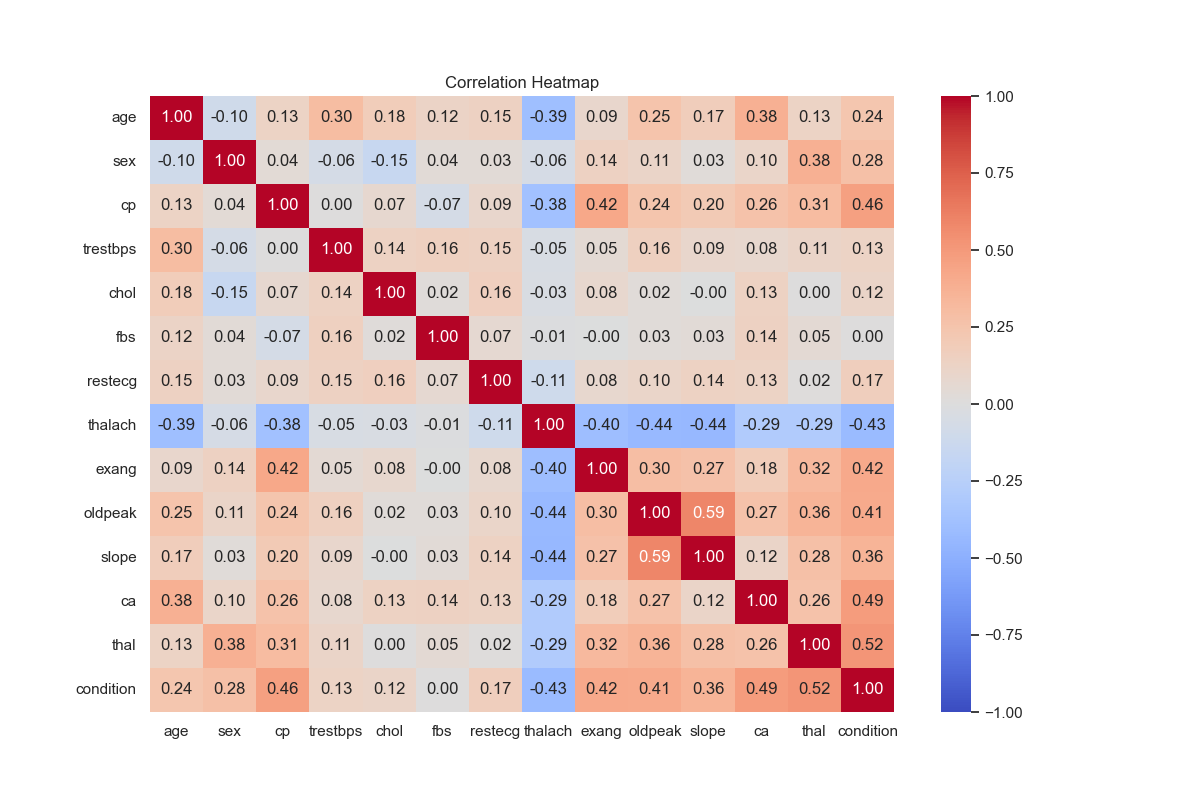 Correlation Heatmap
age 1.00 -0.10 0.13 0.30 0.18 0.12 0.15 -0.39 0.09 0.25 0.17 0.38 0.13 0.24
sex -0.10 1.00 0.04 -0.06 -0.15 0.04 0.03 -0.06 0.14 0.11 0.03 0.10 0.38 0.28
cp 0.13 0.04 1.00 0.00 0.07 -0.07 0.09 -0.38 0.42 0.24 0.20 0.26 0.31 0.46
trestbps 0.30 -0.06 0.00 1.00 0.14 0.16 0.15 -0.05 0.05 0.16 0.09 0.08 0.11 0.13
chol 0.18 -0.15 0.07 0.14 1.00 0.02 0.16 -0.03 0.08 0.02 -0.00 0.13 0.00 0.12
fbs 0.12 0.04 -0.07 0.16 0.02 1.00 0.07 -0.01 -0.00 0.03 0.03 0.14 0.05 0.00
restecg 0.15 0.03 0.09 0.15 0.16 0.07 1.00 -0.11 0.08 0.10 0.14 0.13 0.02 0.17
thalach -0.39 -0.06 -0.38 -0.05 -0.03 -0.01 -0.11 1.00 -0.40 -0.44 -0.44 -0.29 -0.29 -0.43
exang 0.09 0.14 0.42 0.05 0.08 -0.00 0.08 -0.40 1.00 0.30 0.27 0.18 0.32 0.42
oldpeak 0.25 0.11 0.24 0.16 0.02 0.03 0.10 -0.44 0.30 1.00 0.59 0.27 0.36 0.41
slope 0.17 0.03 0.20 0.09 -0.00 0.03 0.14 -0.44 0.27 0.59 1.00 0.12 0.28 0.36
ca 0.38 0.10 0.26 0.08 0.13 0.14 0.13 -0.29 0.18 0.27 0.12 1.00 0.26 0.49
thal 0.13 0.38 0.31 0.11 0.00 0.05 0.02 -0.29 0.32 0.36 0.28 0.26 1.00 0.52
condition 0.24 0.28 0.46 0.13 0.12 0.00 0.17 -0.43 0.42 0.41 0.36 0.49 0.52 1.00
age sex cp trestbps chol fbs restecg thalach exang oldpeak slope ca thal condition
1.00
0.75
0.50
0.25
0.00
−0.25
−0.50
−0.75
−1.00